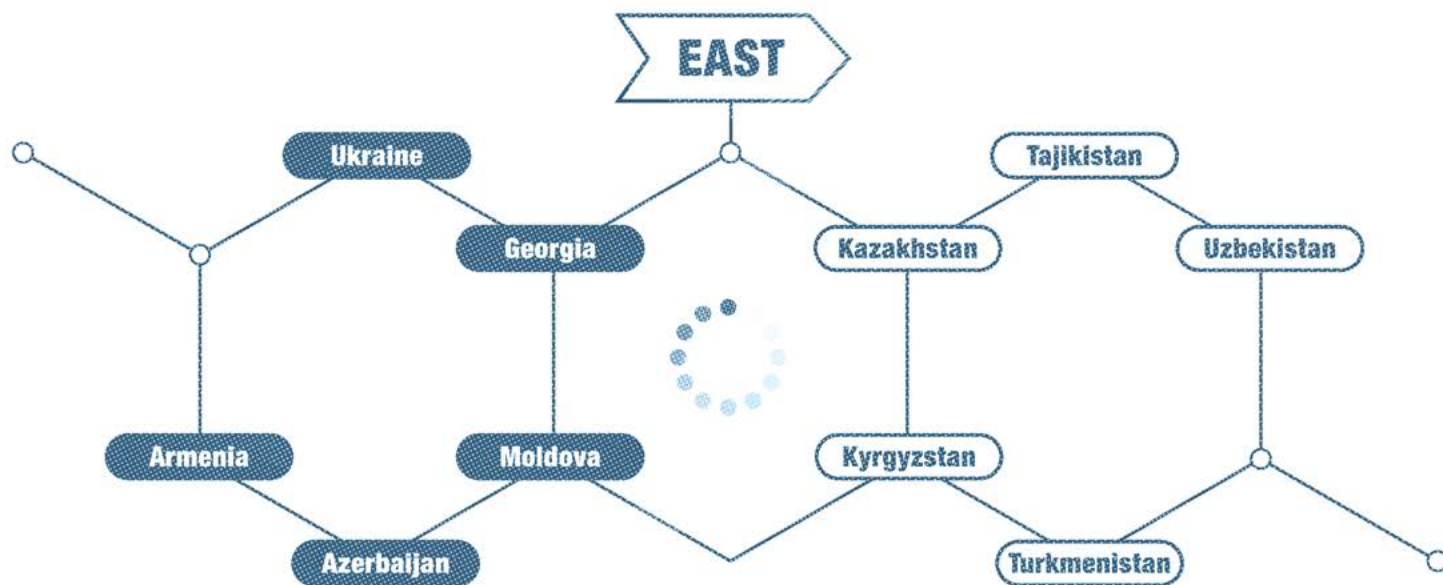 EAST
Ukraine
Tajikistan
Georgia
Kazakhstan
Uzbekistan
Armenia
Moldova
Kyrgyzstan
Azerbaijan
Turkmenistan